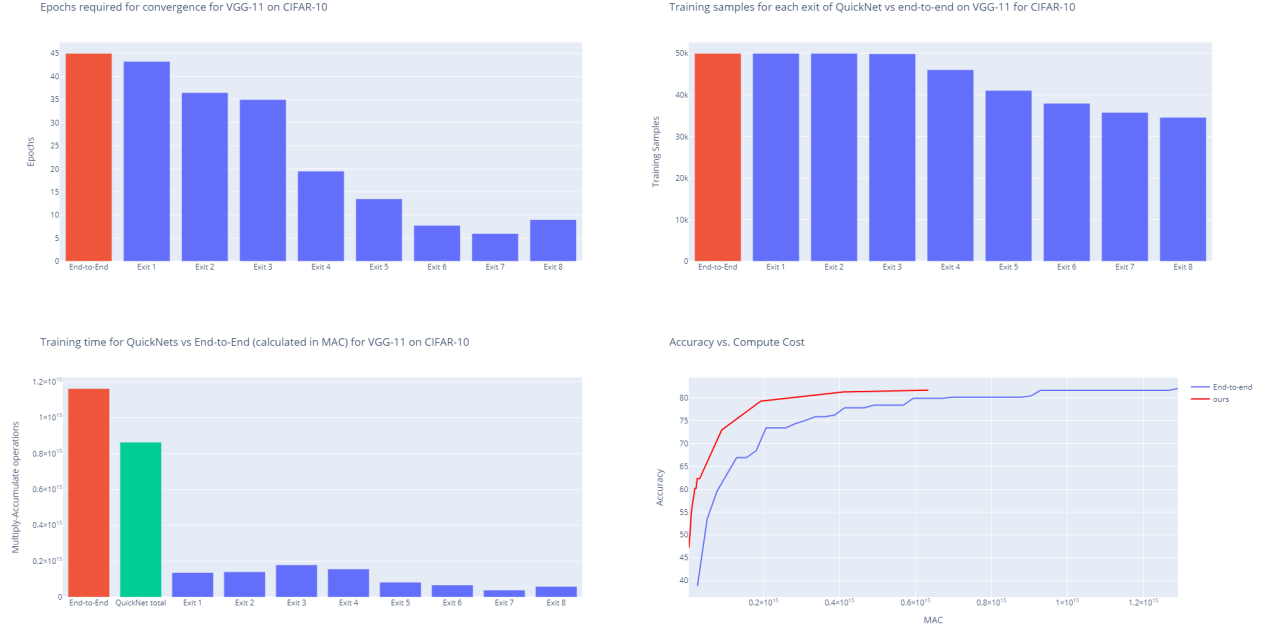 Epochs required for convergence for VGG-11 on CIFAR-10
45
40
35
30
25
20
15
10
5
0
Epochs
End-to-End Exit 1 Exit 2 Exit 3 Exit 4 Exit 5 Exit 6 Exit 7 Exit 8
Training samples for each exit of QuickNet vs end-to-end on VGG-11 for CIFAR-10
50k
40k
30k
20k
10k
0
Training Samples
End-to-End Exit 1 Exit 2 Exit 3 Exit 4 Exit 5 Exit 6 Exit 7 Exit 8
Training time for QuickNets vs End-to-End (calculated in MAC) for VGG-11 on CIFAR-10
1.2×10¹⁵
1×10¹⁵
0.8×10¹⁵
0.6×10¹⁵
0.4×10¹⁵
0.2×10¹⁵
0
Multiply-Accumulate operations
End-to-End QuickNet total Exit 1 Exit 2 Exit 3 Exit 4 Exit 5 Exit 6 Exit 7 Exit 8
Accuracy vs. Compute Cost
80
75
70
65
60
55
50
45
40
Accuracy
0.2×10¹⁵ 0.4×10¹⁵ 0.6×10¹⁵ 0.8×10¹⁵ 1×10¹⁵ 1.2×10¹⁵
MAC
End-to-end
ours